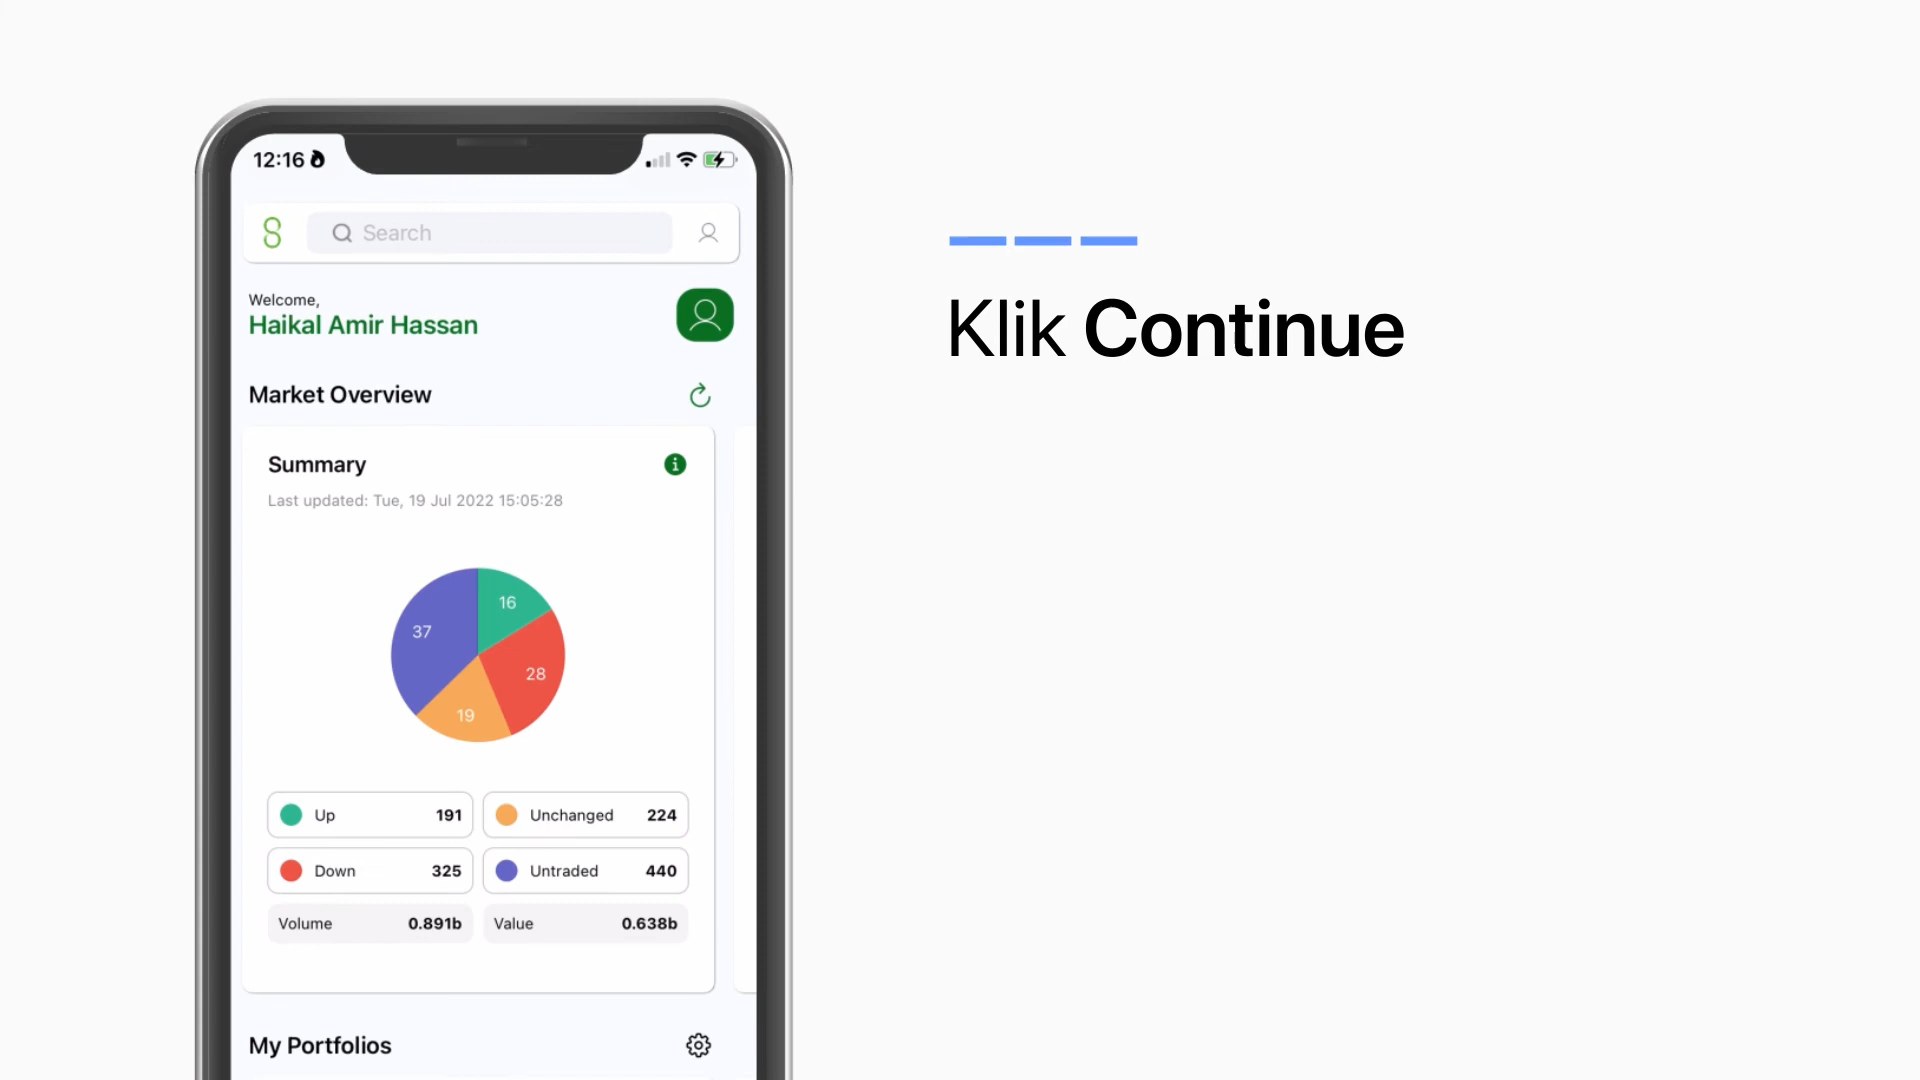 12:16
Search
Welcome,
Haikal Amir Hassan
Market Overview
Summary
Last updated: Tue, 19 Jul 2022 15:05:28
16
37
28
19
Up 191
Unchanged 224
Down 325
Untraded 440
Volume 0.891b
Value 0.638b
My Portfolios
Klik Continue